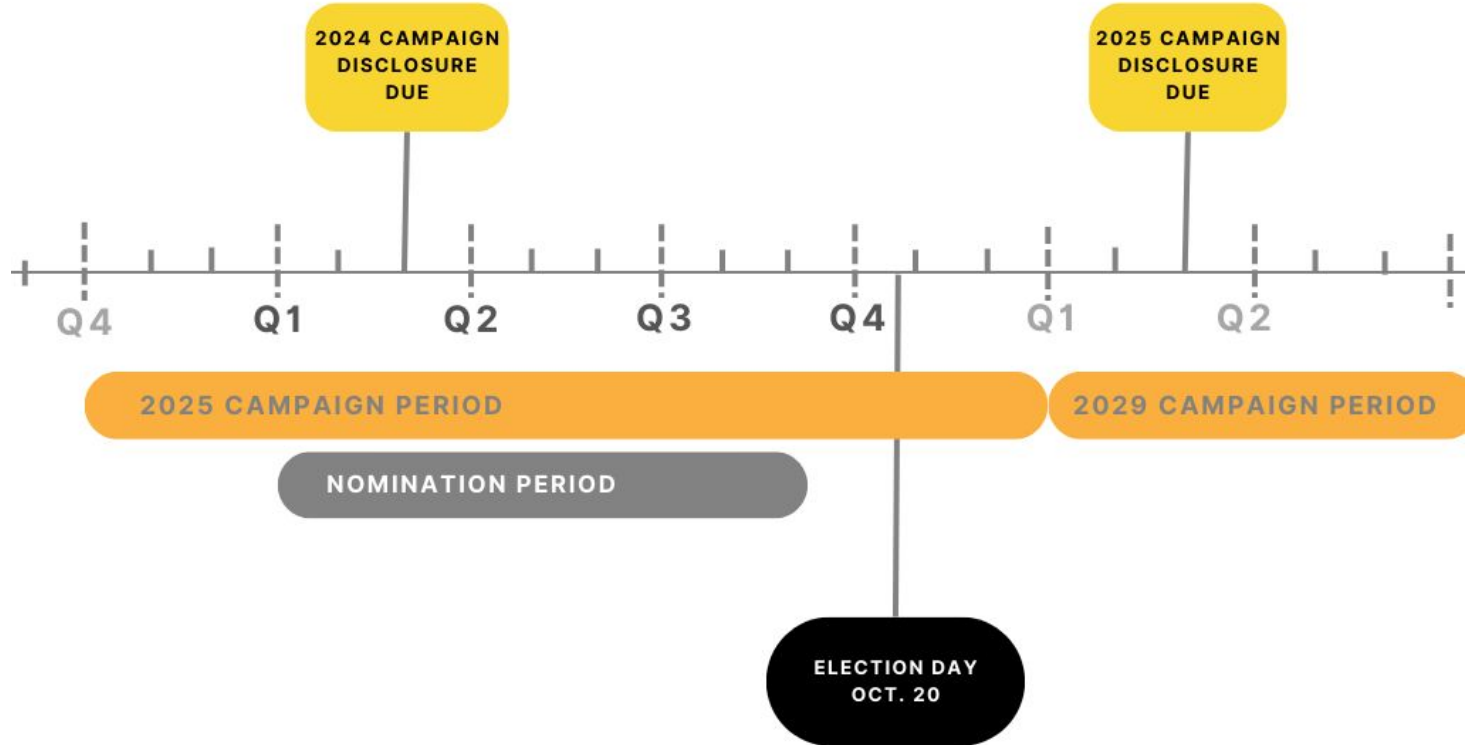 2024 CAMPAIGN
DISCLOSURE
DUE
2025 CAMPAIGN
DISCLOSURE
DUE
Q4
Q1
Q2
Q3
Q4
Q1
Q2
2025 CAMPAIGN PERIOD
2029 CAMPAIGN PERIOD
NOMINATION PERIOD
ELECTION DAY
OCT. 20